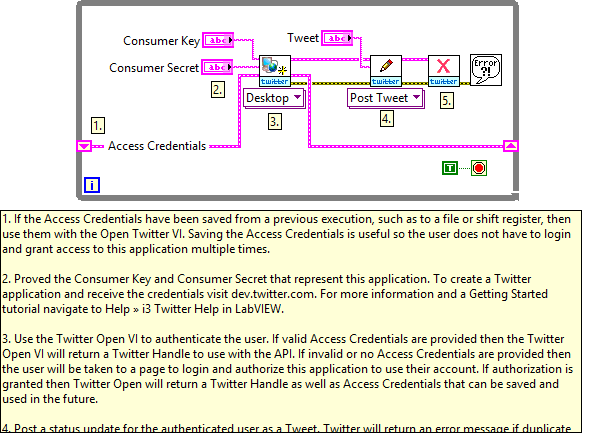 Consumer Key abc
Tweet abc
Consumer Secret abc
2.
twitter
twitter
twitter
Error ?!
Desktop
Post Tweet
5.
1.
3.
4.
Access Credentials
T
i
1. If the Access Credentials have been saved from a previous execution, such as to a file or shift register, then
use them with the Open Twitter VI. Saving the Access Credentials is useful so the user does not have to login
and grant access to this application multiple times.
2. Proved the Consumer Key and Consumer Secret that represent this application. To create a Twitter
application and receive the credentials visit dev.twitter.com. For more information and a Getting Started
tutorial navigate to Help » i3 Twitter Help in LabVIEW.
3. Use the Twitter Open VI to authenticate the user. If valid Access Credentials are provided then the Twitter
Open VI will return a Twitter Handle to use with the API. If invalid or no Access Credentials are provided then
the user will be taken to a page to login and authorize this application to use their account. If authorization is
granted then Twitter Open will return a Twitter Handle as well as Access Credentials that can be saved and
used in the future.
4. Post a status update for the authenticated user as a Tweet. Twitter will return an error message if duplicate